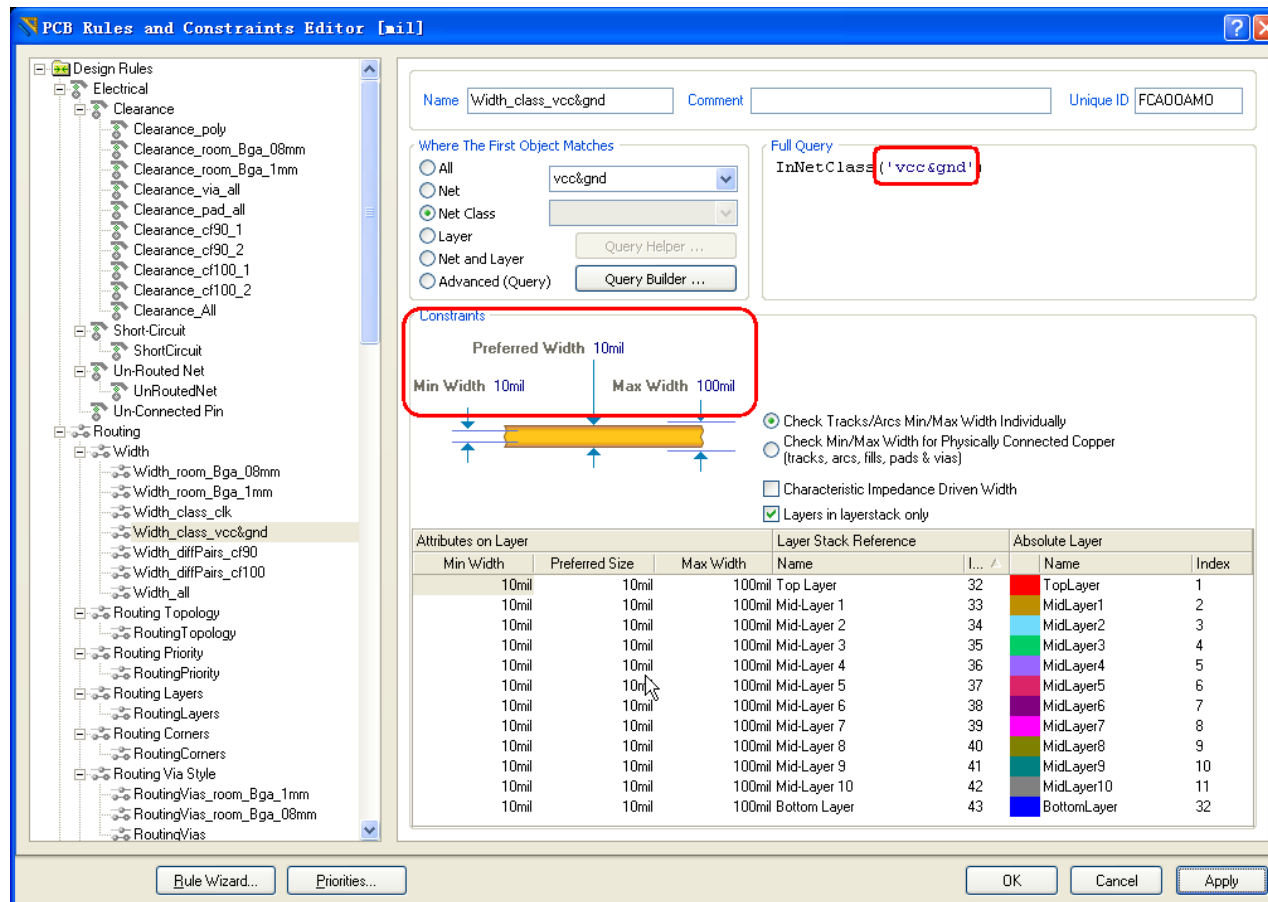 PCB Rules and Constraints Editor [mil]
Design Rules
Electrical
Clearance
Clearance_poly
Clearance_room_Bga_08mm
Clearance_room_Bga_1mm
Clearance_via_all
Clearance_pad_all
Clearance_cf90_1
Clearance_cf90_2
Clearance_cf100_1
Clearance_cf100_2
Clearance_All
Short-Circuit
ShortCircuit
Un-Routed Net
UnRoutedNet
Un-Connected Pin
Routing
Width
Width_room_Bga_08mm
Width_room_Bga_1mm
Width_class_clk
Width_class_vcc&gnd
Width_diffPairs_cf90
Width_diffPairs_cf100
Width_all
Routing Topology
RoutingTopology
Routing Priority
RoutingPriority
Routing Layers
RoutingLayers
Routing Corners
RoutingCorners
Routing Via Style
RoutingVias_room_Bga_1mm
RoutingVias_room_Bga_08mm
RoutingVias
Name Width_class_vcc&gnd Comment Unique ID FCAOOAMO
Where The First Object Matches
All
Net
Net Class
Layer
Net and Layer
Advanced (Query)
vcc&gnd
Query Helper ...
Query Builder ...
Full Query
InNetClass('vcc&gnd')
Constraints
Preferred Width 10mil
Min Width 10mil Max Width 100mil
Check Tracks/Arcs Min/Max Width Individually
Check Min/Max Width for Physically Connected Copper
(tracks, arcs, fills, pads & vias)
Characteristic Impedance Driven Width
Layers in layerstack only
Attributes on Layer Layer Stack Reference Absolute Layer
Min Width Preferred Size Max Width Name I... Name Index
10mil 10mil 100mil Top Layer 32 TopLayer 1
10mil 10mil 100mil Mid-Layer 1 33 MidLayer1 2
10mil 10mil 100mil Mid-Layer 2 34 MidLayer2 3
10mil 10mil 100mil Mid-Layer 3 35 MidLayer3 4
10mil 10mil 100mil Mid-Layer 4 36 MidLayer4 5
10mil 10mil 100mil Mid-Layer 5 37 MidLayer5 6
10mil 10mil 100mil Mid-Layer 6 38 MidLayer6 7
10mil 10mil 100mil Mid-Layer 7 39 MidLayer7 8
10mil 10mil 100mil Mid-Layer 8 40 MidLayer8 9
10mil 10mil 100mil Mid-Layer 9 41 MidLayer9 10
10mil 10mil 100mil Mid-Layer 10 42 MidLayer10 11
10mil 10mil 100mil Bottom Layer 43 BottomLayer 32
Rule Wizard... Priorities... OK Cancel Apply